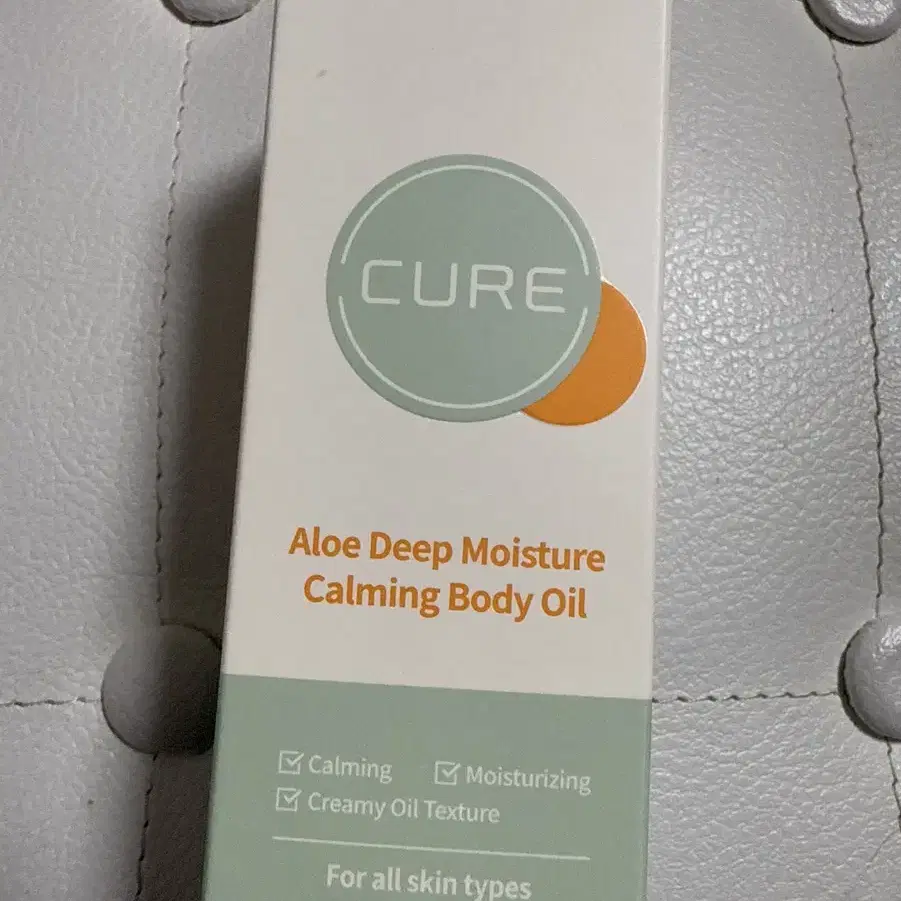 CURE
Aloe Deep Moisture
Calming Body Oil
Calming Moisturizing
Creamy Oil Texture
For all skin types